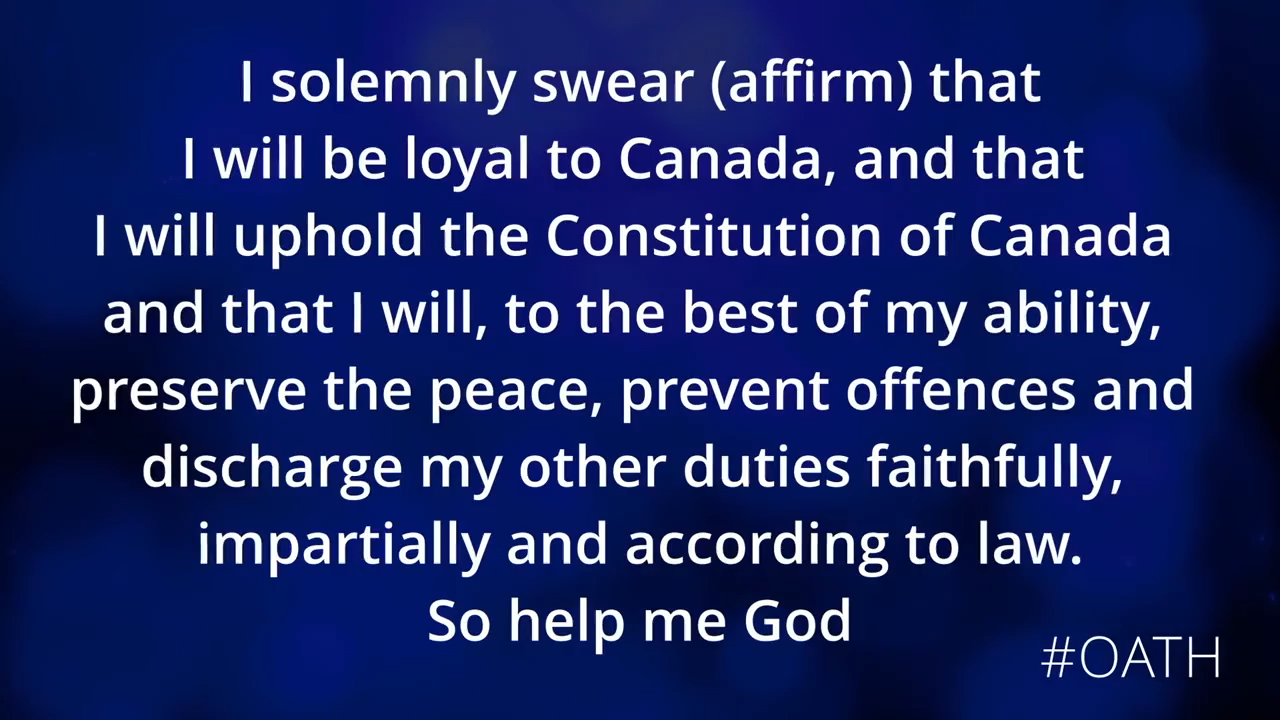 I solemnly swear (affirm) that
I will be loyal to Canada, and that
I will uphold the Constitution of Canada
and that I will, to the best of my ability,
preserve the peace, prevent offences and
discharge my other duties faithfully,
impartially and according to law.
So help me God
#OATH